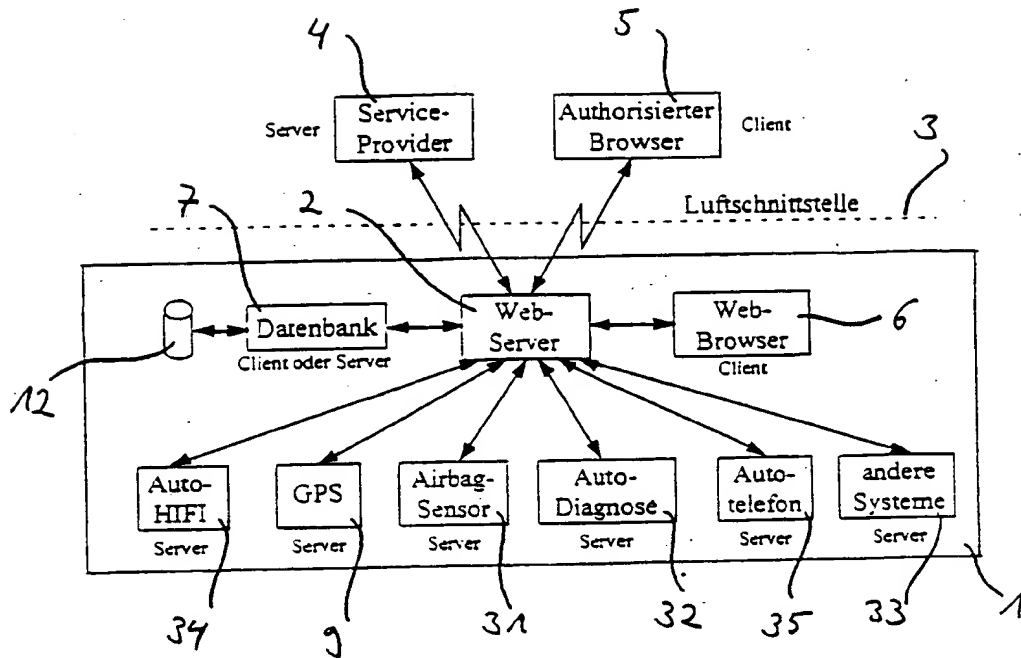 4
5
Server
Service-
Provider
Authorisierter
Browser
Client
3
7
2
Luftschnittstelle
Datenbank
Client oder Server
Web-
Server
Web-
Browser
Client
6
12
Auto-
HIFI
Server
GPS
Server
Airbag-
Sensor
Server
Auto-
Diagnose
Server
Auto-
telefon
Server
andere
Systeme
Server
34
9
31
32
35
33
1